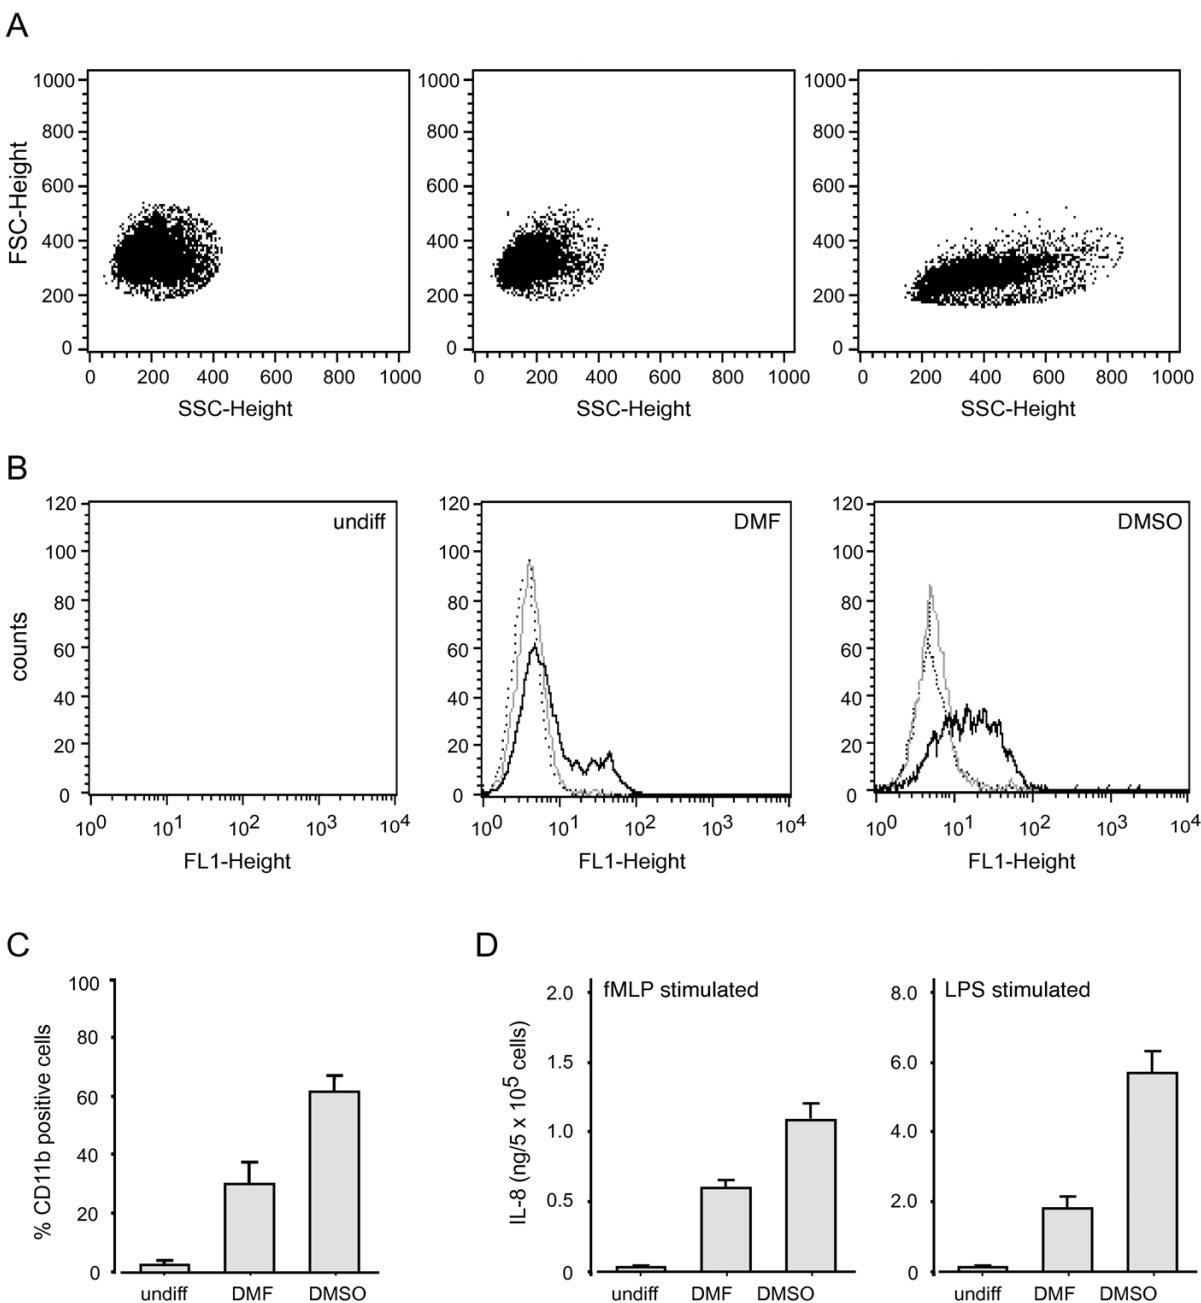 A
1000
800
600
400
200
0
FSC-Height
0 200 400 600 800 1000
SSC-Height
1000
800
600
400
200
0
0 200 400 600 800 1000
SSC-Height
1000
800
600
400
200
0
0 200 400 600 800 1000
SSC-Height
B
undiff
120
100
80
60
40
20
0
counts
10^0 10^1 10^2 10^3 10^4
FL1-Height
DMF
120
100
80
60
40
20
0
10^0 10^1 10^2 10^3 10^4
FL1-Height
DMSO
120
100
80
60
40
20
0
10^0 10^1 10^2 10^3 10^4
FL1-Height
C
100
80
60
40
20
0
% CD11b positive cells
undiff DMF DMSO
D
fMLP stimulated
2.0
1.5
1.0
0.5
0
IL-8 (ng/5 x 10^5 cells)
undiff DMF DMSO
LPS stimulated
8.0
6.0
4.0
2.0
0
undiff DMF DMSO